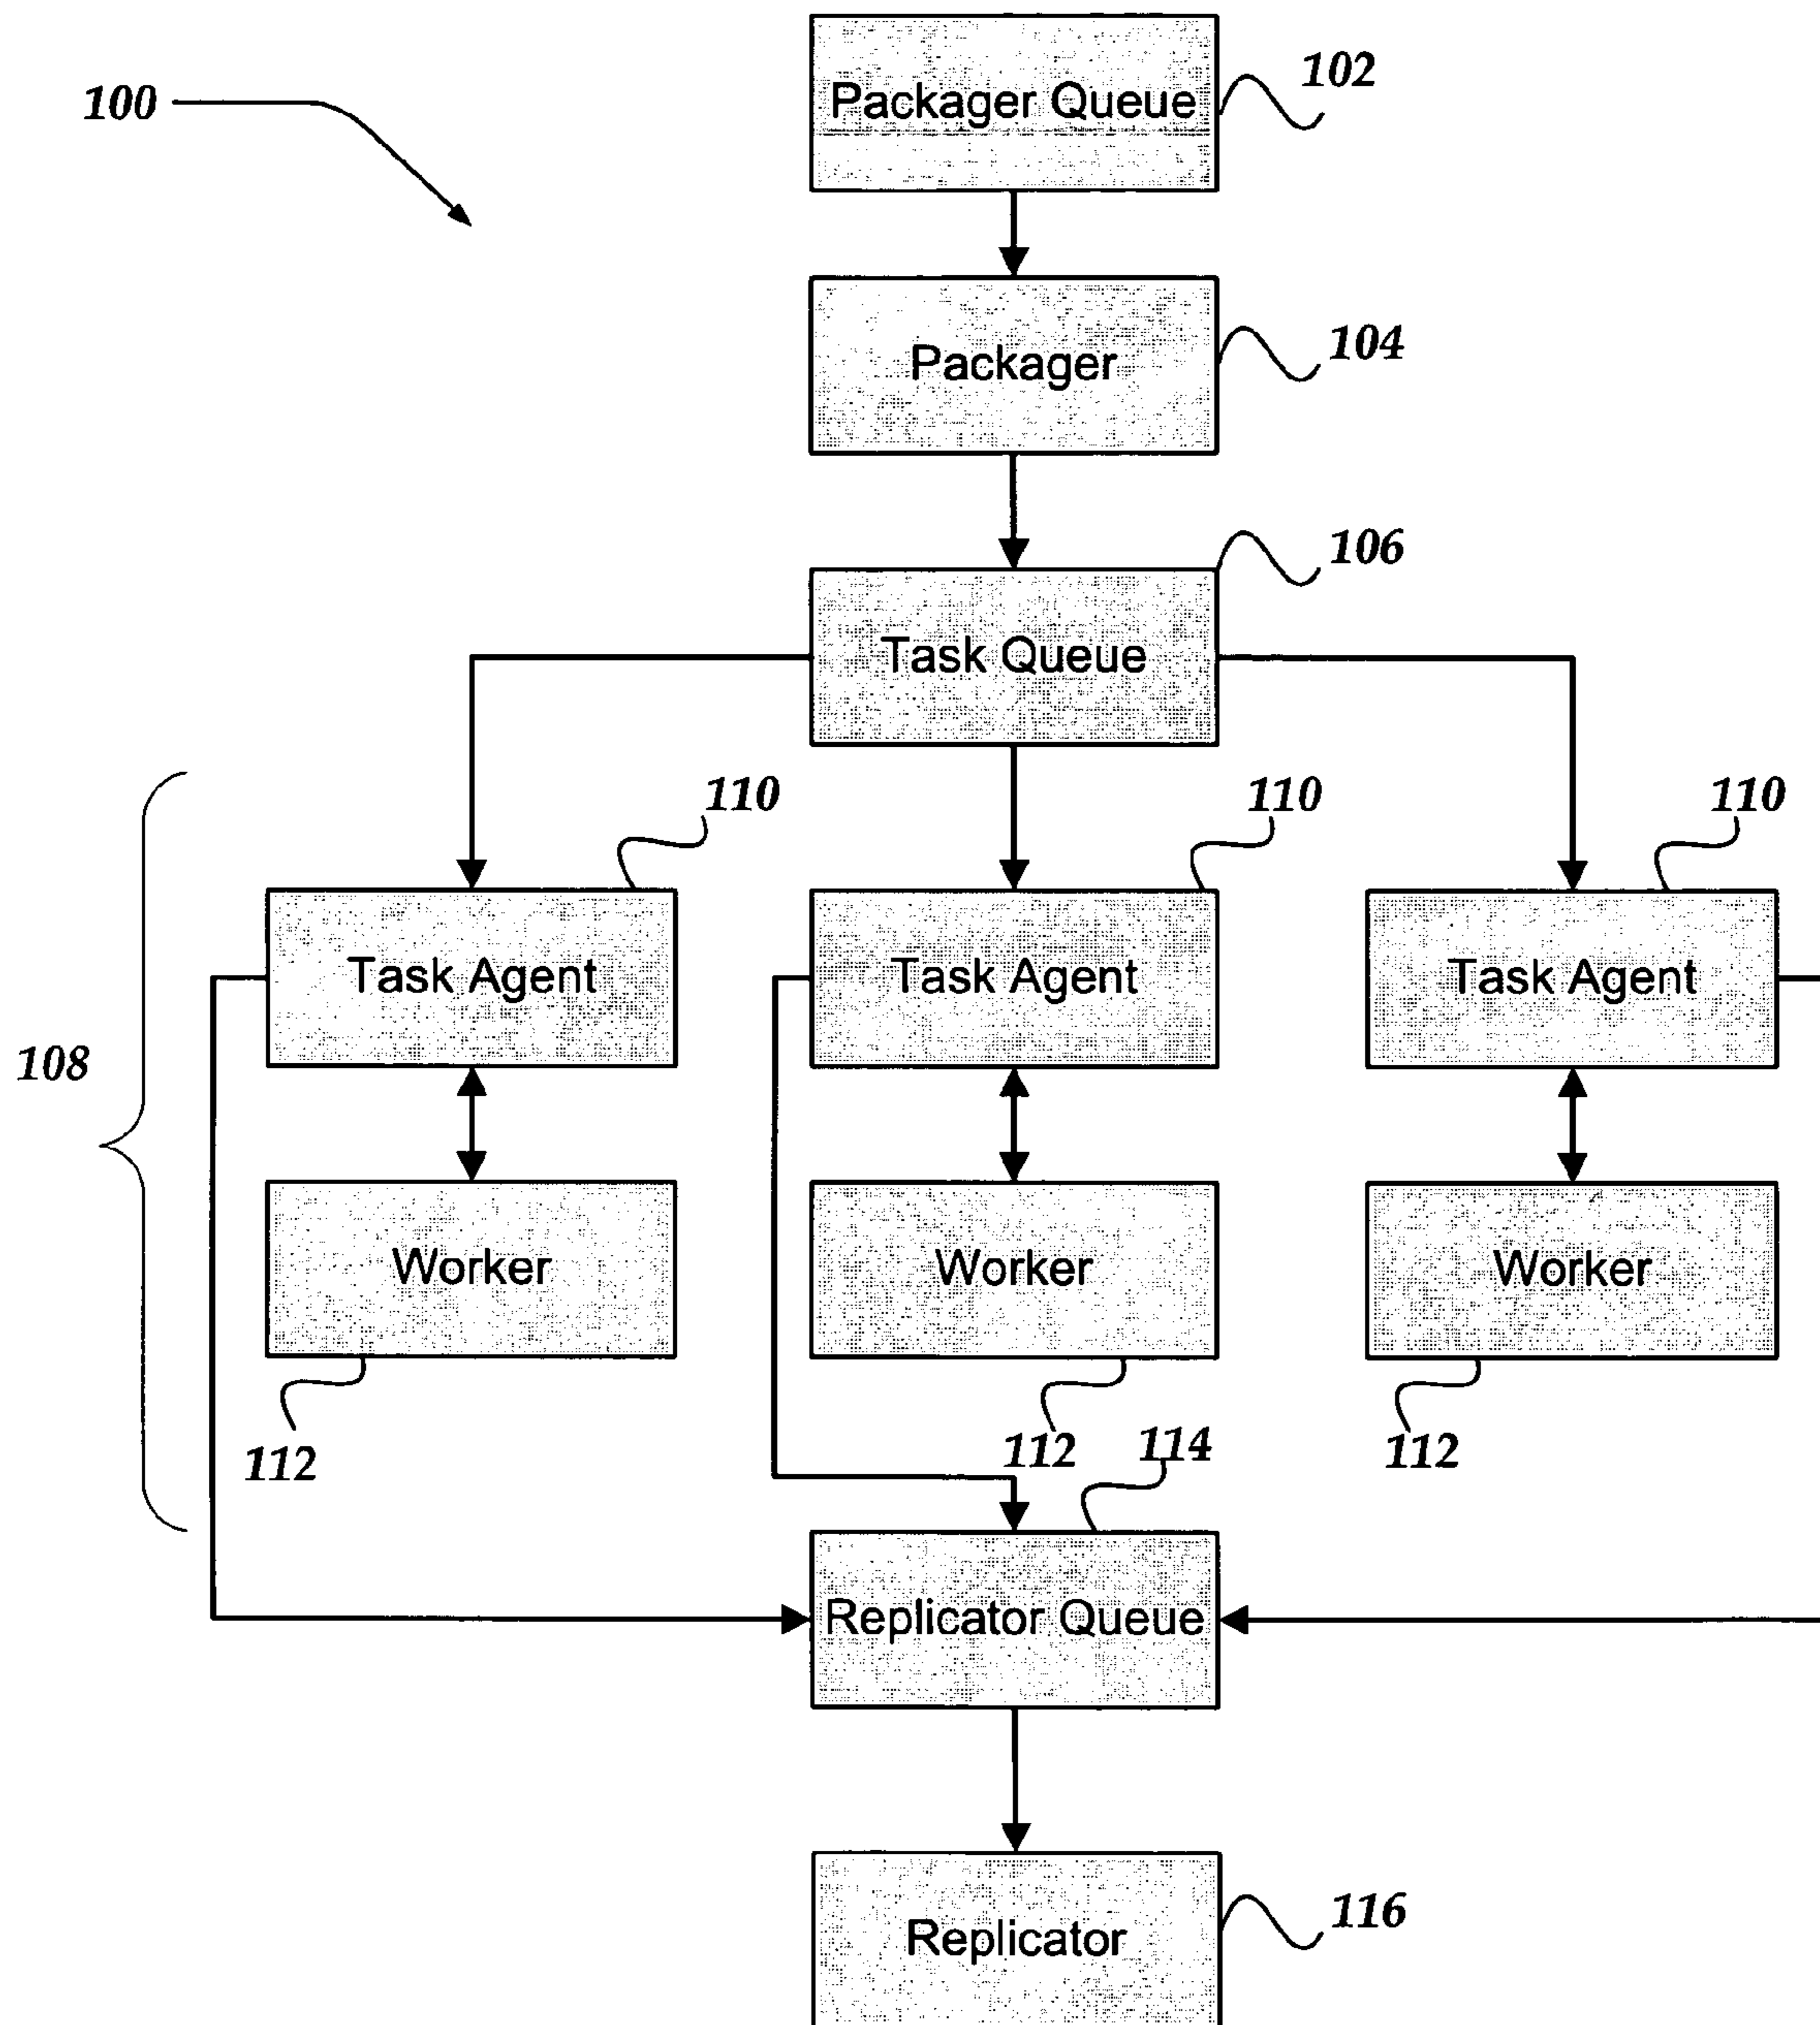 102
100
Packager Queue
104
Packager
106
Task Queue
110 110 110
Task Agent Task Agent Task Agent
108
Worker Worker Worker
112 112 114 112
Replicator Queue
116
Replicator